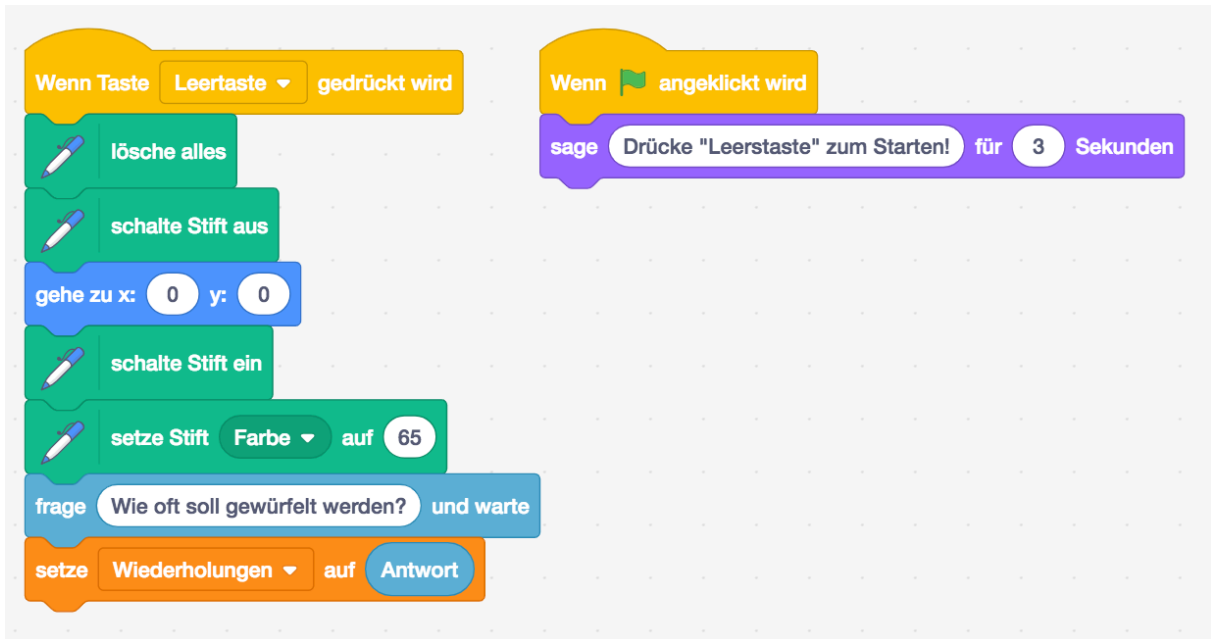 Wenn Taste Leertaste gedrückt wird
lösche alles
schalte Stift aus
gehe zu x: 0 y: 0
schalte Stift ein
setze Stift Farbe auf 65
frage Wie oft soll gewürfelt werden? und warte
setze Wiederholungen auf Antwort
Wenn angeklickt wird
sage Drücke "Leerstaste" zum Starten! für 3 Sekunden